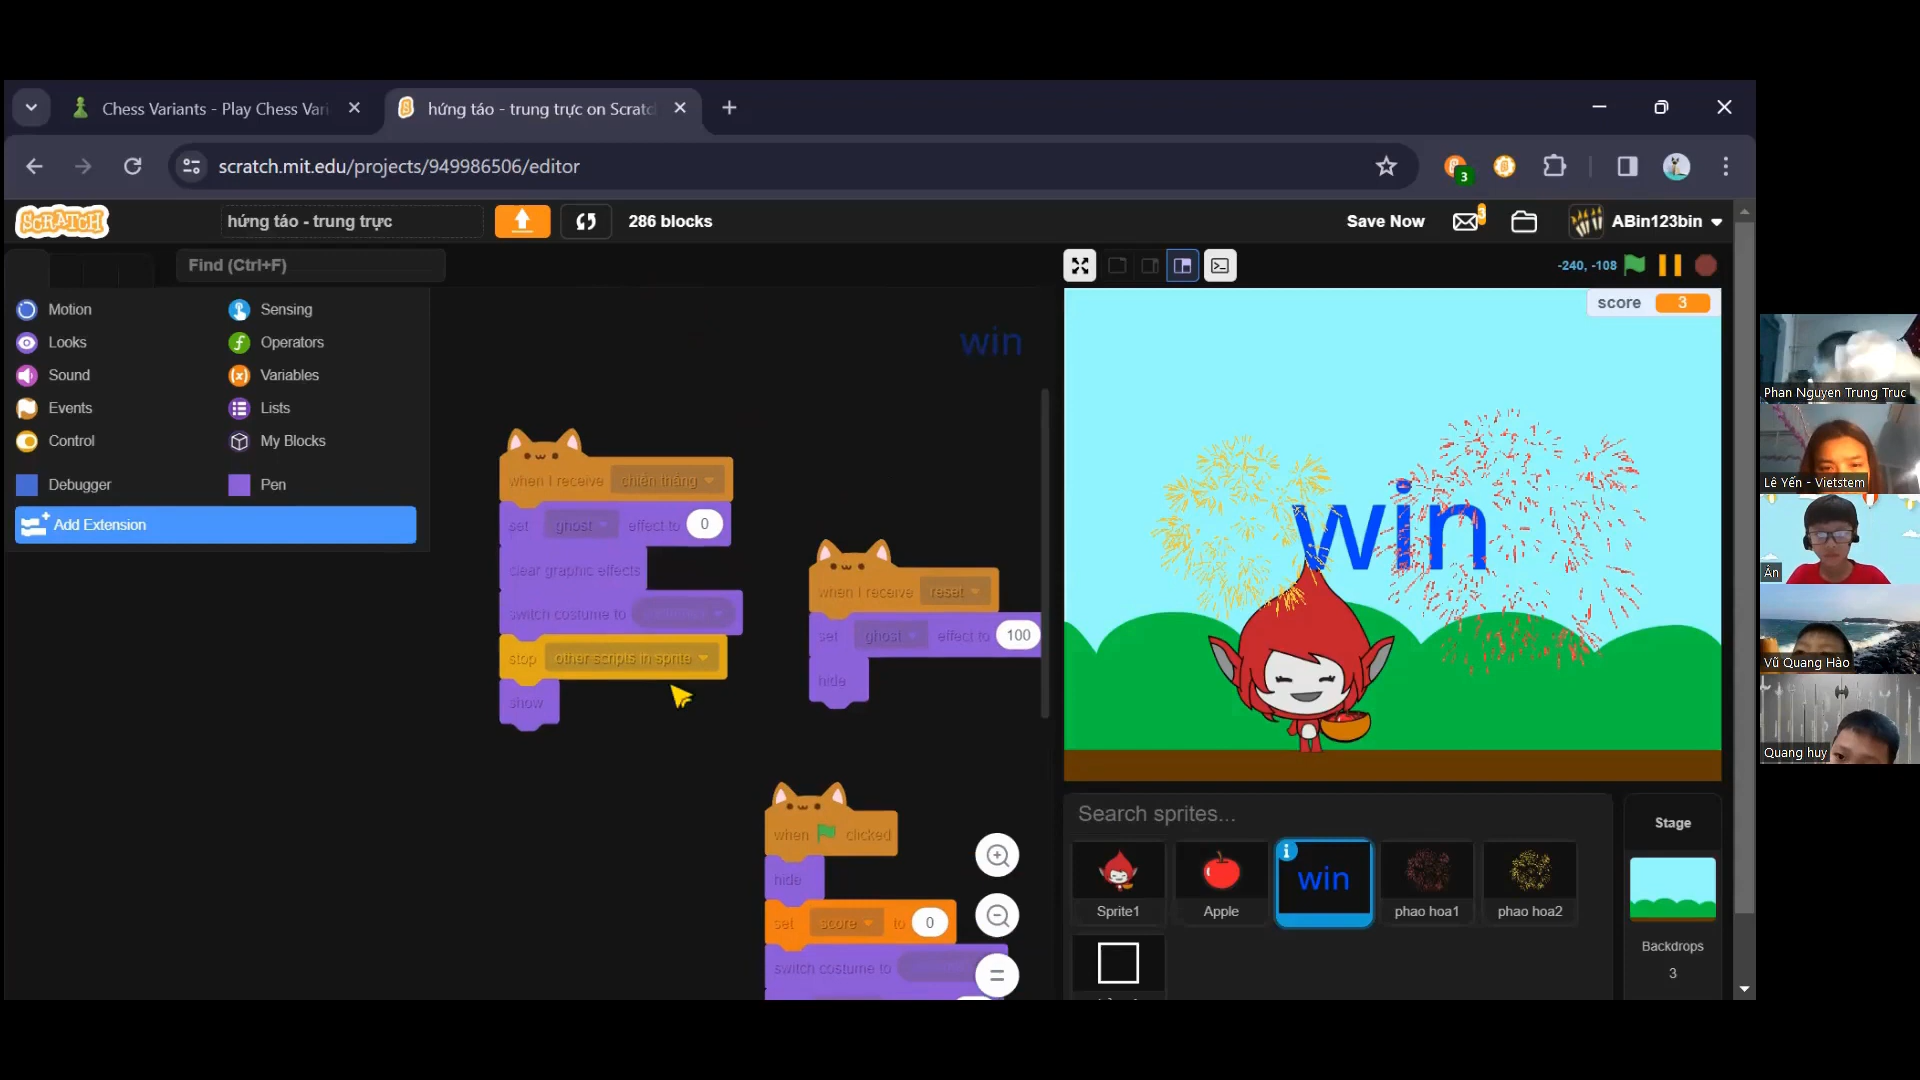 Chess Variants - Play Chess Vari
hứng táo - trung trực on Scratc
scratch.mit.edu/projects/949986506/editor
3
SCRATCH
hứng táo - trung trực
286 blocks
Save Now
3
ABin123bin
Find (Ctrl+F)
-240, -108
Motion
Sensing
Looks
Operators
Sound
Variables
Events
Lists
Control
My Blocks
Debugger
Pen
Add Extension
win
when I receive chiến thắng
set ghost effect to 0
clear graphic effects
switch costume to
stop other scripts in sprite
show
when I receive reset
set ghost effect to 100
hide
when clicked
hide
set score to 0
switch costume to
score 3
win
Search sprites...
Sprite1
Apple
win
phao hoa1
phao hoa2
Stage
Backdrops
3
Phan Nguyen Trung Truc
Lê Yến - Vietstem
Ân
Vũ Quang Hào
Quang huy